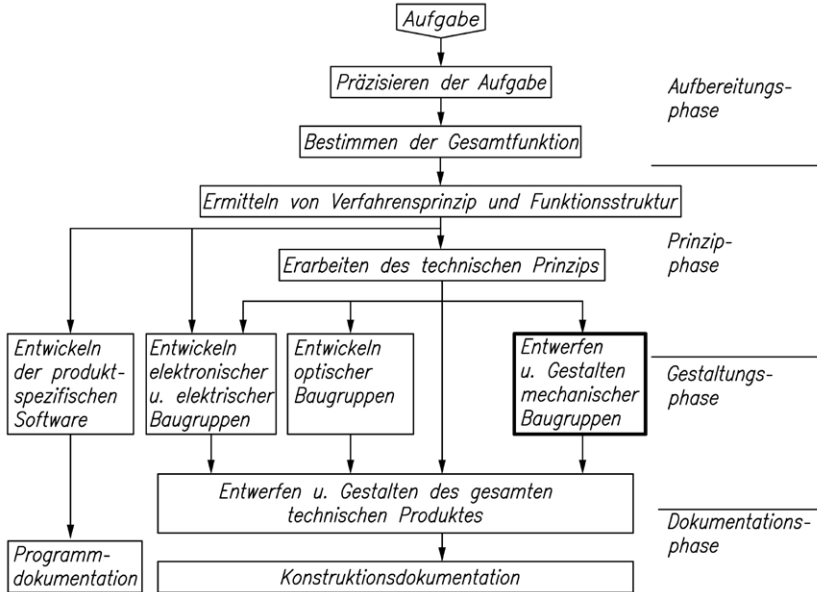 Aufgabe
Präzisieren der Aufgabe
Aufbereitungs-
phase
Bestimmen der Gesamtfunktion
Ermitteln von Verfahrensprinzip und Funktionsstruktur
Prinzip-
phase
Erarbeiten des technischen Prinzips
Entwickeln
der produkt-
spezifischen
Software
Entwickeln
elektronischer
u. elektrischer
Baugruppen
Entwickeln
optischer
Baugruppen
Entwerfen
u. Gestalten
mechanischer
Baugruppen
Gestaltungs-
phase
Entwerfen u. Gestalten des gesamten
technischen Produktes
Dokumentations-
phase
Programm-
dokumentation
Konstruktionsdokumentation